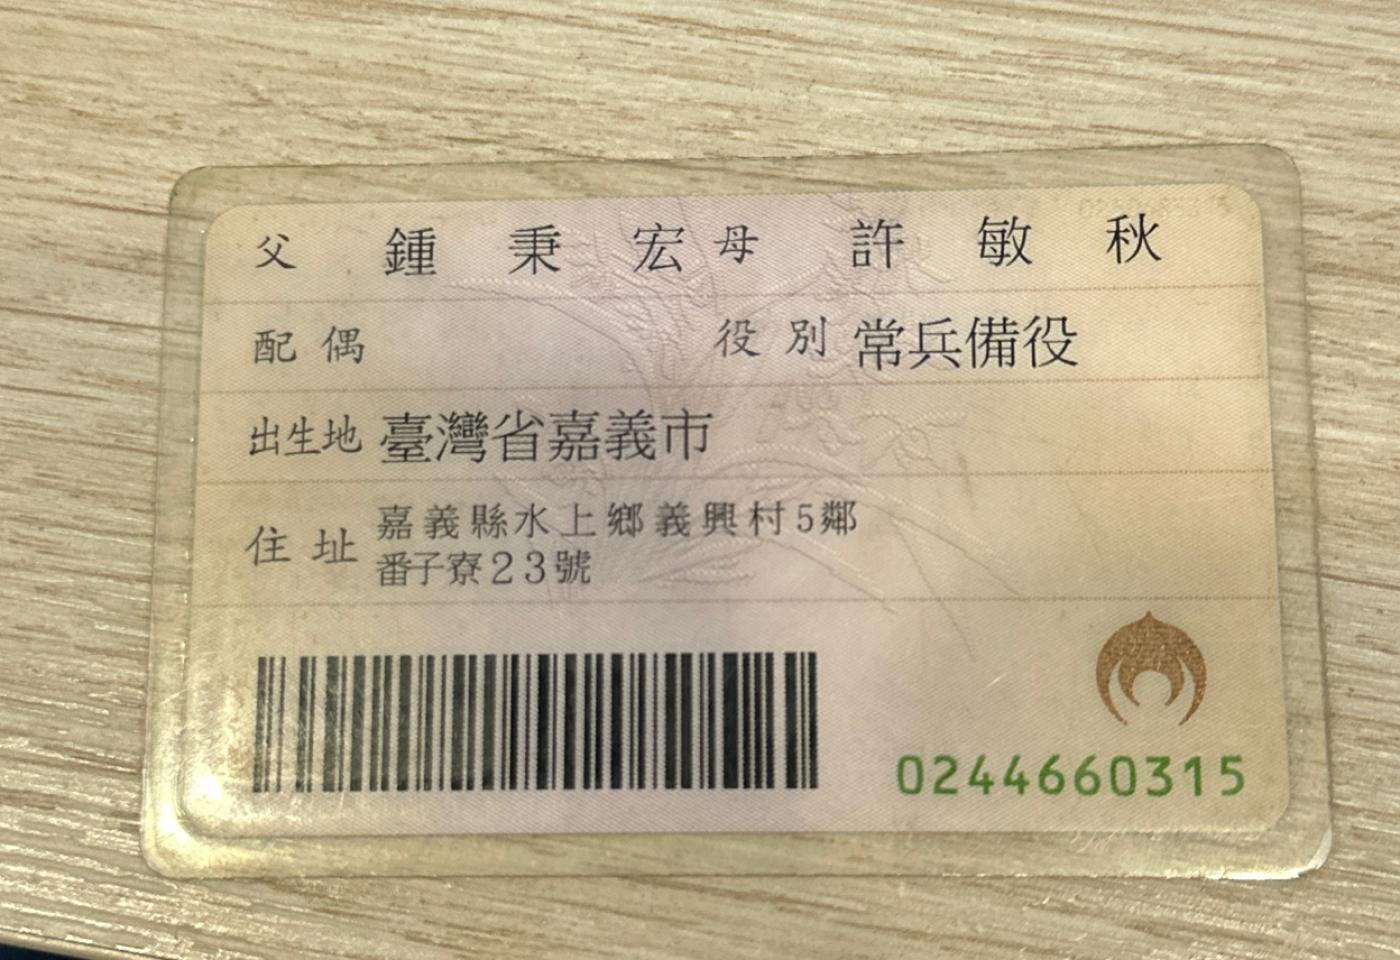 父 鍾秉宏 母 許敏秋
配偶 役別 常兵備役
出生地 臺灣省嘉義市
住址 嘉義縣水上鄉義興村5鄰
番子寮23號
0244660315